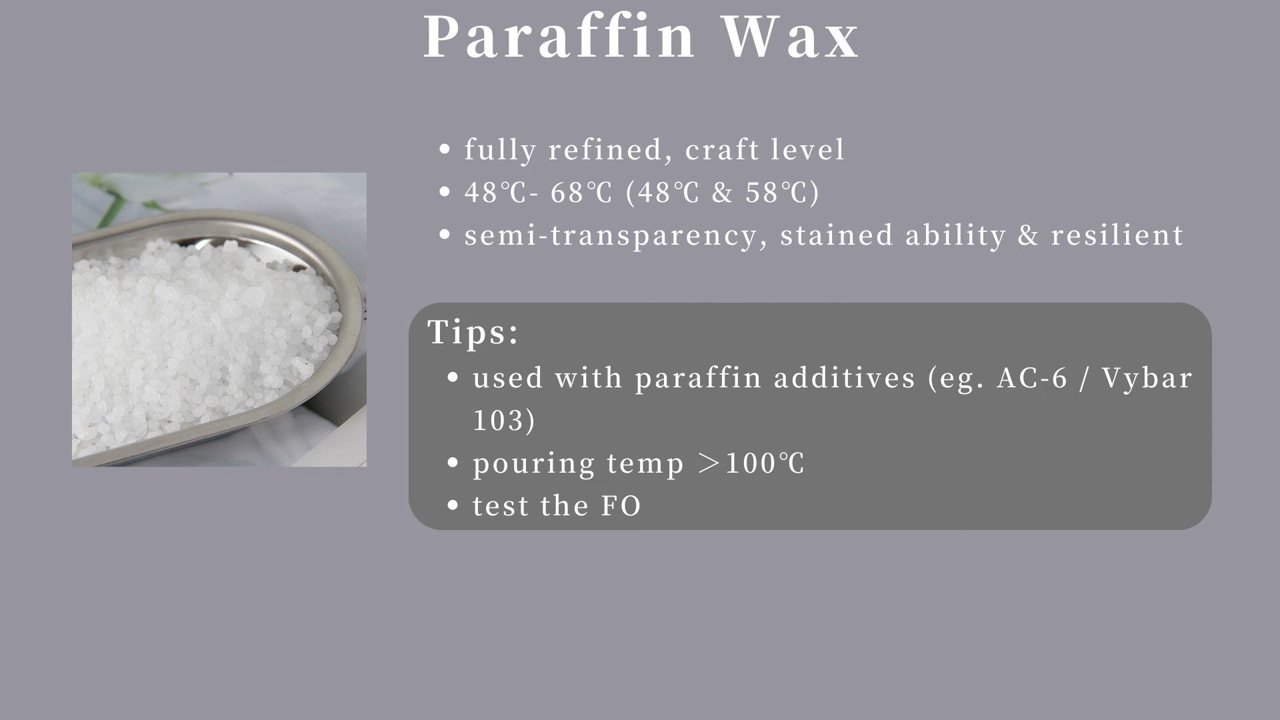 Paraffin Wax
• fully refined, craft level
• 48℃- 68℃ (48℃ & 58℃)
• semi-transparency, stained ability & resilient
Tips:
• used with paraffin additives (eg. AC-6 / Vybar
103)
• pouring temp ＞100℃
• test the FO